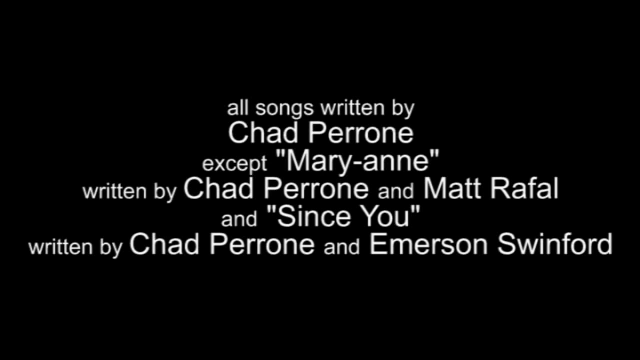 all songs written by
Chad Perrone
except "Mary-anne"
written by Chad Perrone and Matt Rafal
and "Since You"
written by Chad Perrone and Emerson Swinford